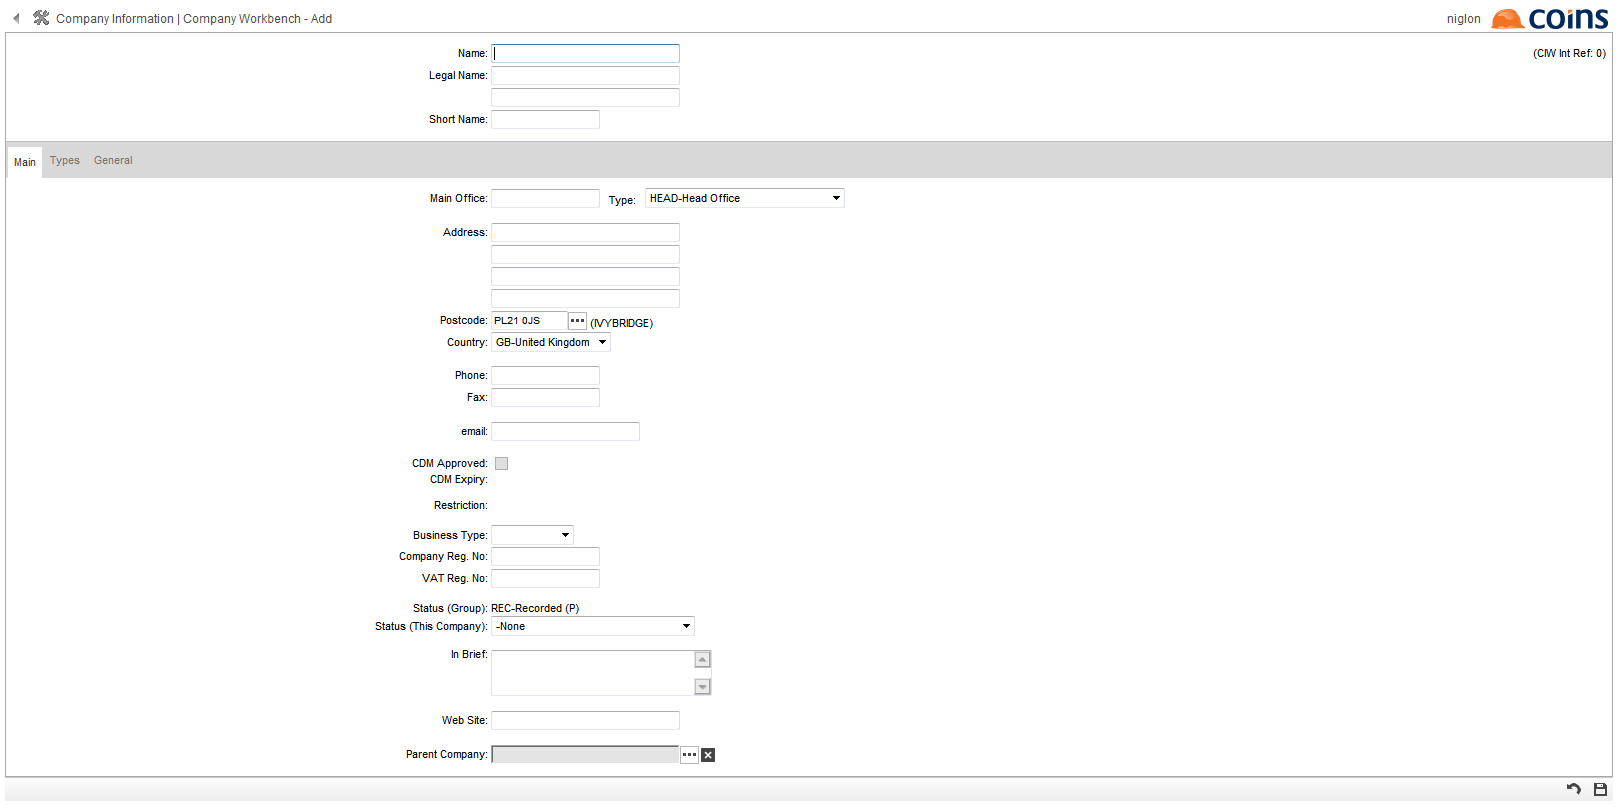 Company Information | Company Workbench - Add
niglon
coins
Name:
(CIW Int Ref: 0)
Legal Name:
Short Name:
Main Types General
Main Office: Type: HEAD-Head Office
Address:
Postcode: PL21 0JS (IVYBRIDGE)
Country: GB-United Kingdom
Phone:
Fax:
email:
CDM Approved:
CDM Expiry:
Restriction:
Business Type:
Company Reg. No:
VAT Reg. No:
Status (Group): REC-Recorded (P)
Status (This Company): -None
In Brief:
Web Site:
Parent Company: